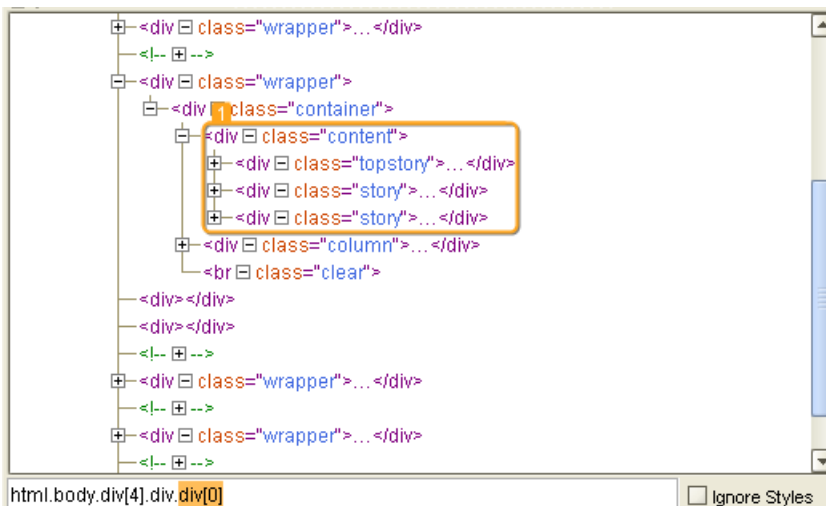 <div class="wrapper">...</div>
<!-- -->
<div class="wrapper">
<div class="container">
1
<div class="content">
<div class="topstory">...</div>
<div class="story">...</div>
<div class="story">...</div>
<div class="column">...</div>
<br class="clear">
<div></div>
<div></div>
<!-- -->
<div class="wrapper">...</div>
<!-- -->
<div class="wrapper">...</div>
<!-- -->
html.body.div[4].div.div[0]
Ignore Styles